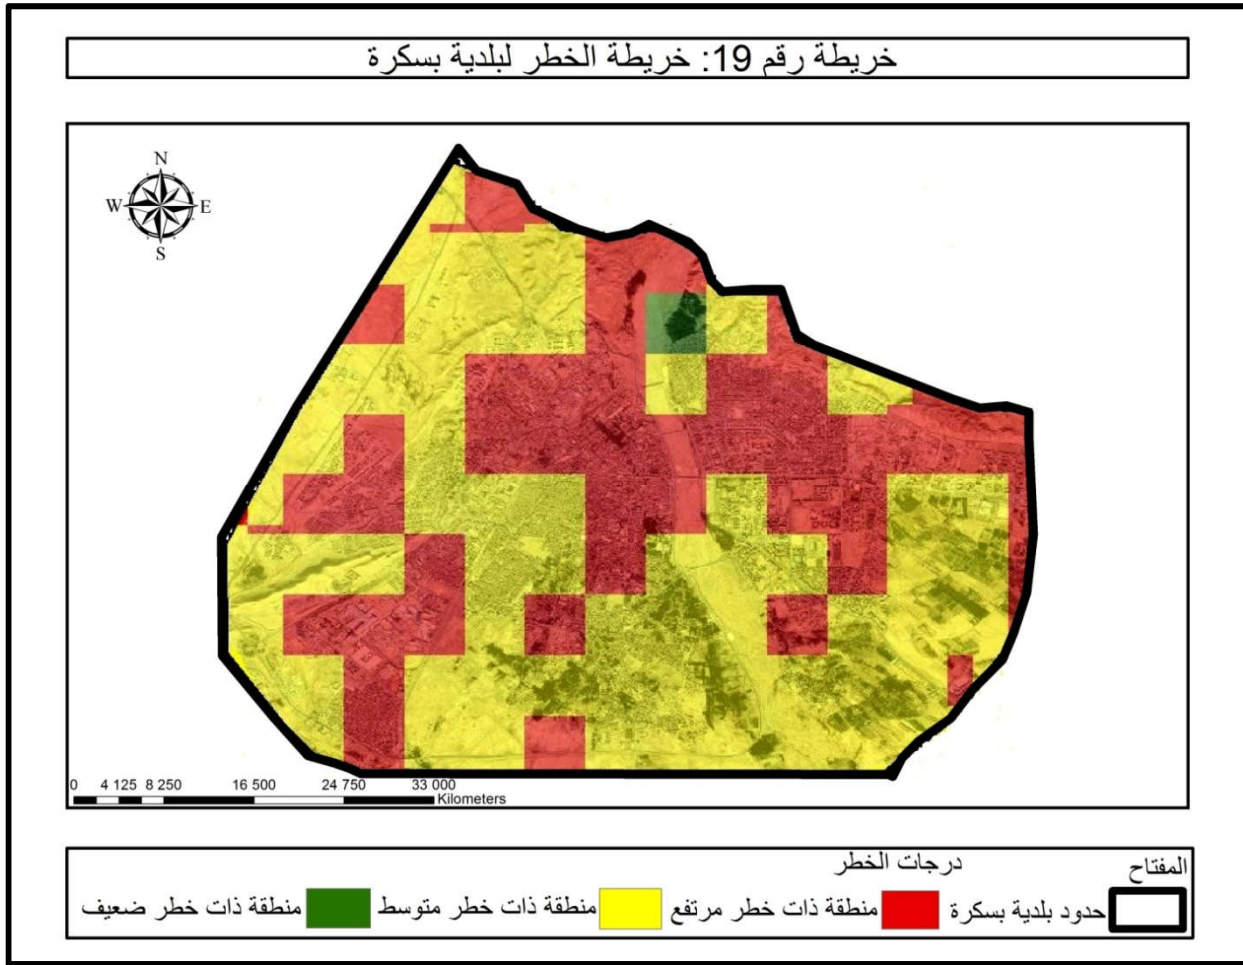 خريطة رقم 19: خريطة الخطر لبلدية بسكرة
N
W E
S
0 4 125 8 250 16 500 24 750 33 000
Kilometers
المفتاح درجات الخطر
حدود بلدية بسكرة منطقة ذات خطر مرتفع منطقة ذات خطر متوسط منطقة ذات خطر ضعيف